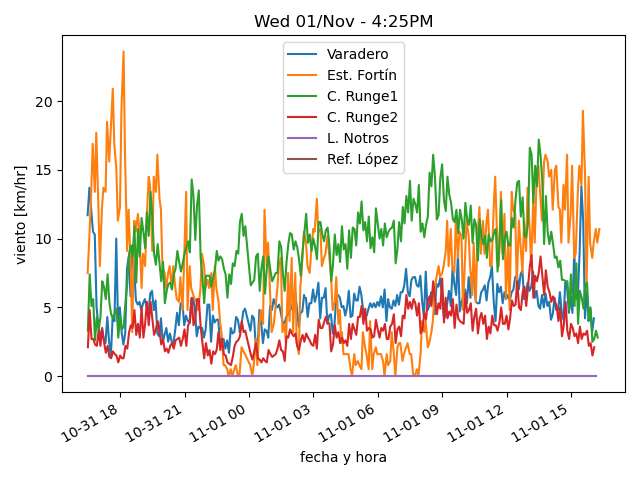 Wed 01/Nov - 4:25PM
Varadero
Est. Fortín
C. Runge1
C. Runge2
L. Notros
Ref. López
viento [km/hr]
20
15
10
5
0
10-31 18
10-31 21
11-01 00
11-01 03
11-01 06
11-01 09
11-01 12
11-01 15
fecha y hora